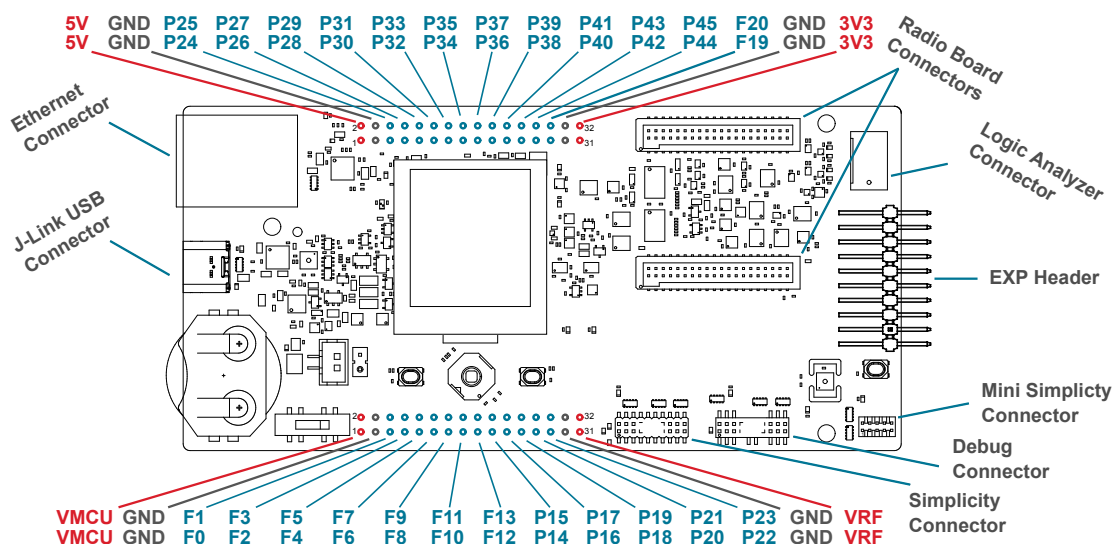 5V GND P25 P27 P29 P31 P33 P35 P37 P39 P41 P43 P45 F20 GND 3V3
5V GND P24 P26 P28 P30 P32 P34 P36 P38 P40 P42 P44 F19 GND 3V3
Radio Board
Connectors
Ethernet
Connector
2 32
1 31
Logic Analyzer
Connector
J-Link USB
Connector
EXP Header
Mini Simplicty
Connector
2 32
1 31
Debug
Connector
Simplicity
Connector
VMCU GND F1 F3 F5 F7 F9 F11 F13 P15 P17 P19 P21 P23 GND VRF
VMCU GND F0 F2 F4 F6 F8 F10 F12 P14 P16 P18 P20 P22 GND VRF